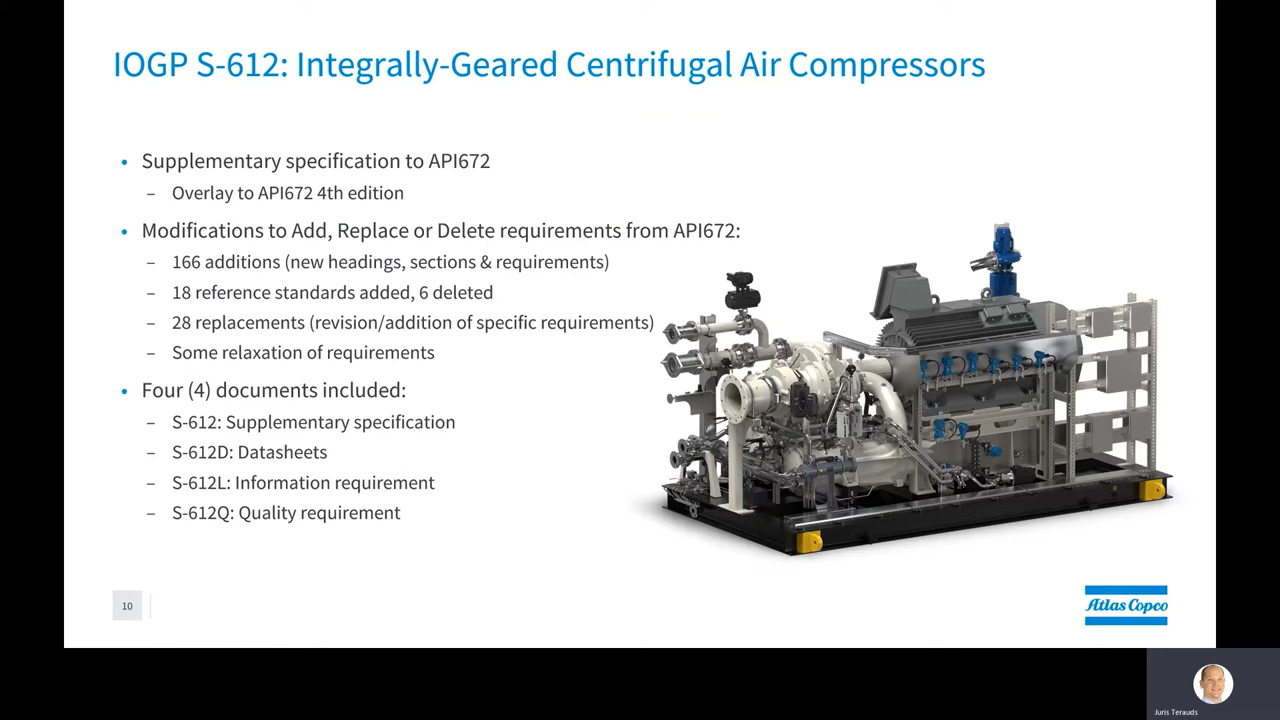 IOGP S-612: Integrally-Geared Centrifugal Air Compressors
• Supplementary specification to API672
– Overlay to API672 4th edition
• Modifications to Add, Replace or Delete requirements from API672:
– 166 additions (new headings, sections & requirements)
– 18 reference standards added, 6 deleted
– 28 replacements (revision/addition of specific requirements)
– Some relaxation of requirements
• Four (4) documents included:
– S-612: Supplementary specification
– S-612D: Datasheets
– S-612L: Information requirement
– S-612Q: Quality requirement
10
Atlas Copco
Juris Terauds